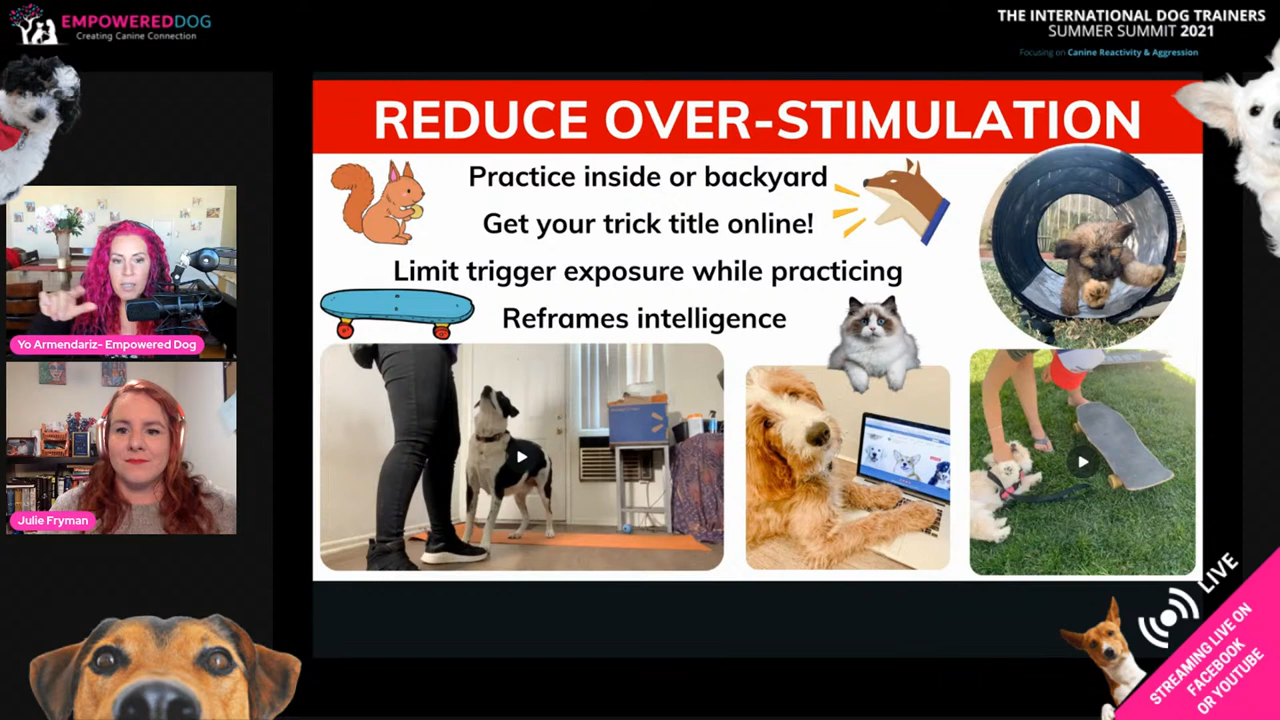 EMPOWEREDDOG
Creating Canine Connection
THE INTERNATIONAL DOG TRAINERS
SUMMER SUMMIT 2021
Focusing on Canine Reactivity & Aggression
REDUCE OVER-STIMULATION
Practice inside or backyard
Get your trick title online!
Limit trigger exposure while practicing
Reframes intelligence
Yo Armendariz- Empowered Dog
Julie Fryman
LIVE
STREAMING LIVE ON
FACEBOOK
OR YOUTUBE